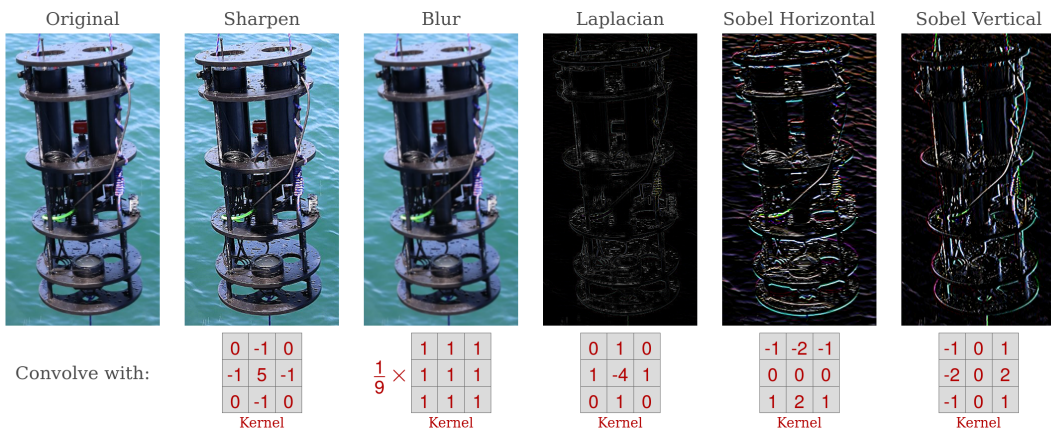 Original Sharpen Blur Laplacian Sobel Horizontal Sobel Vertical
Convolve with:
0 -1 0
-1 5 -1
0 -1 0
Kernel
1/9 ×
1 1 1
1 1 1
1 1 1
0 1 0
1 -4 1
0 1 0
Kernel
-1 -2 -1
0 0 0
1 2 1
Kernel
-1 0 1
-2 0 2
-1 0 1
Kernel
Kernel